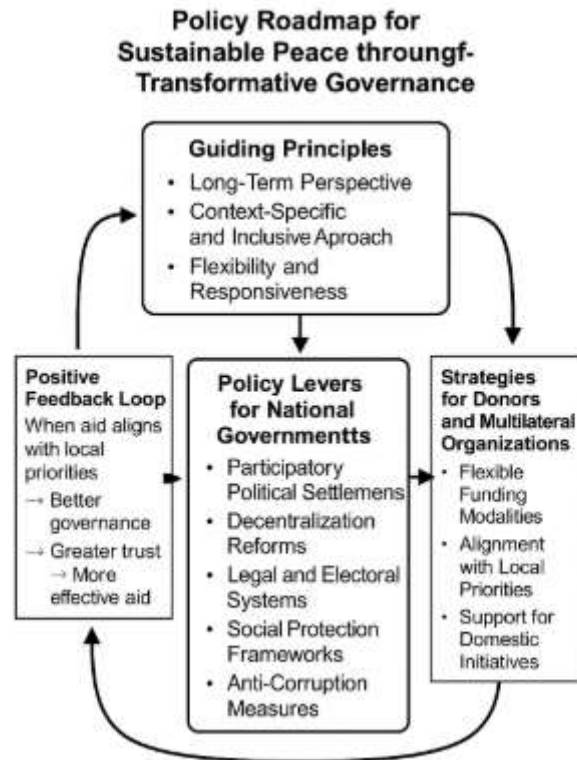 Policy Roadmap for
Sustainable Peace throungf-
Transformative Governance
Guiding Principles
• Long-Term Perspective
• Context-Specific
and Inclusive Aproach
• Flexibility and
Responsiveness
Positive
Feedback Loop
When aid aligns
with local
priorities
→ Better
governance
→ Greater trust
→ More
effective aid
Policy Levers
for National
Governmentts
• Participatory
Political Settlemens
• Decentralization
Reforms
• Legal and Electoral
Systems
• Social Protection
Frameworks
• Anti-Corruption
Measures
Strategies
for Donors
and Multilateral
Organizations
• Flexible
Funding
Modalities
• Alignment
with Local
Priorities
• Support for
Domestic
Initiatives